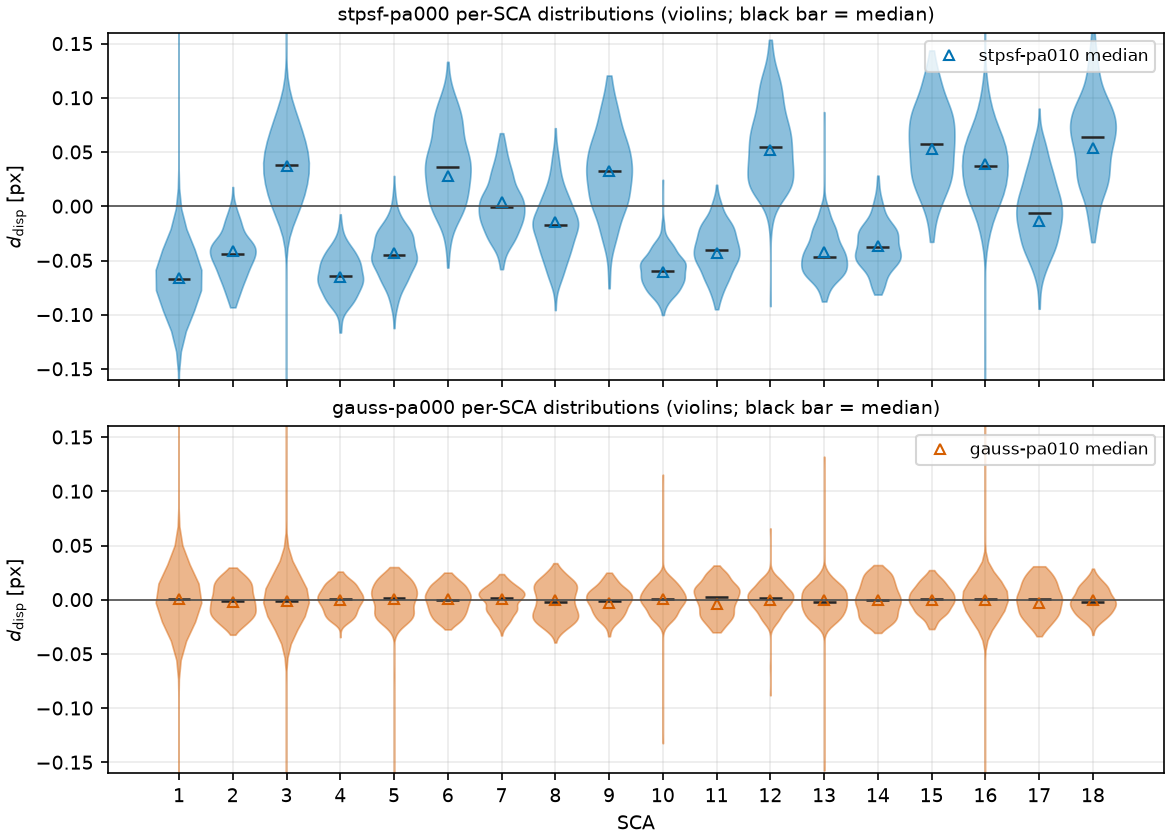 stpsf-pa000 per-SCA distributions (violins; black bar = median)
stpsf-pa010 median
0.15
0.10
0.05
0.00
−0.05
−0.10
−0.15
d_disp [px]
gauss-pa000 per-SCA distributions (violins; black bar = median)
gauss-pa010 median
0.15
0.10
0.05
0.00
−0.05
−0.10
−0.15
d_disp [px]
1 2 3 4 5 6 7 8 9 10 11 12 13 14 15 16 17 18
SCA